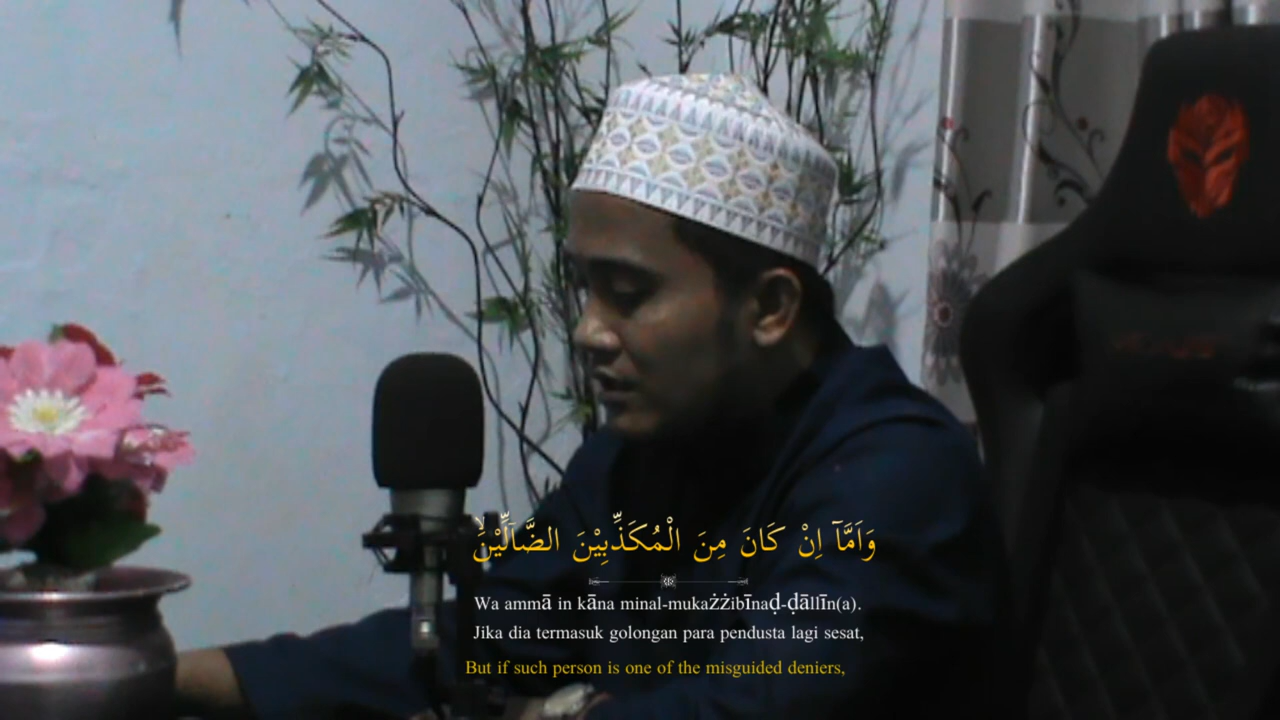 وَاَمَّآ اِنْ كَانَ مِنَ الْمُكَذِّبِيْنَ الضَّاۤلِّيْنَۙ
Wa ammā in kāna minal-mukażżibīnaḍ-ḍāllīn(a).
Jika dia termasuk golongan para pendusta lagi sesat,
But if such person is one of the misguided deniers,